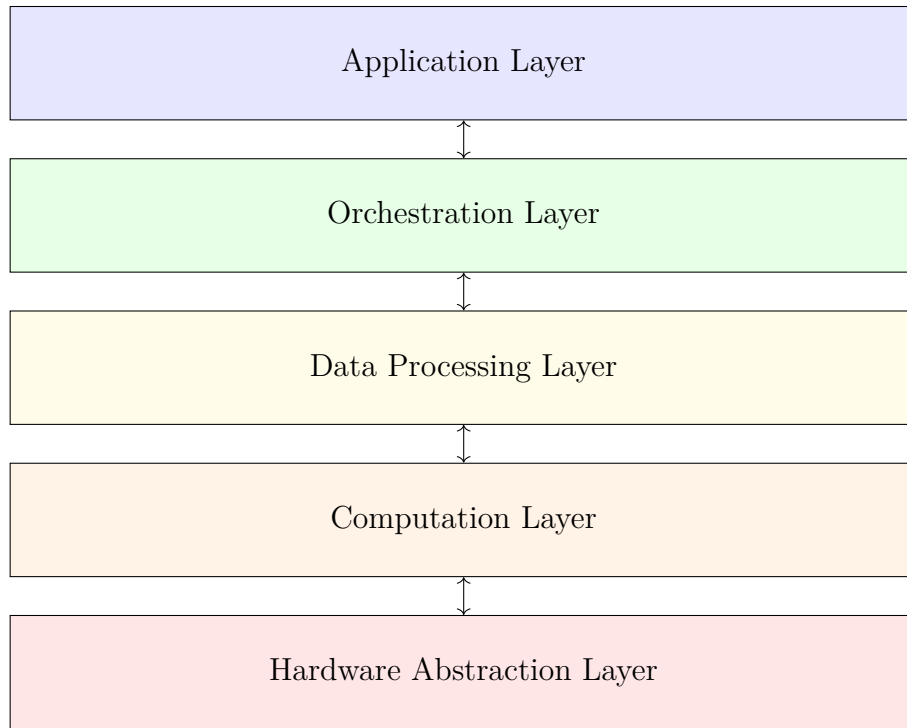 Application Layer
Orchestration Layer
Data Processing Layer
Computation Layer
Hardware Abstraction Layer